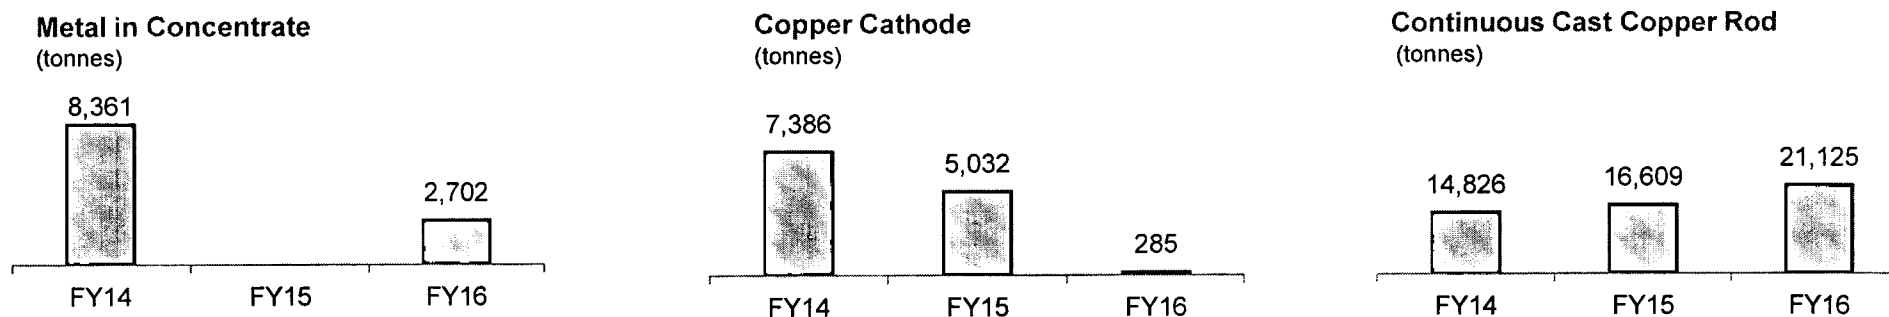 Metal in Concentrate
(tonnes)
8,361
2,702
FY14 FY15 FY16
Copper Cathode
(tonnes)
7,386
5,032
285
FY14 FY15 FY16
Continuous Cast Copper Rod
(tonnes)
14,826
16,609
21,125
FY14 FY15 FY16